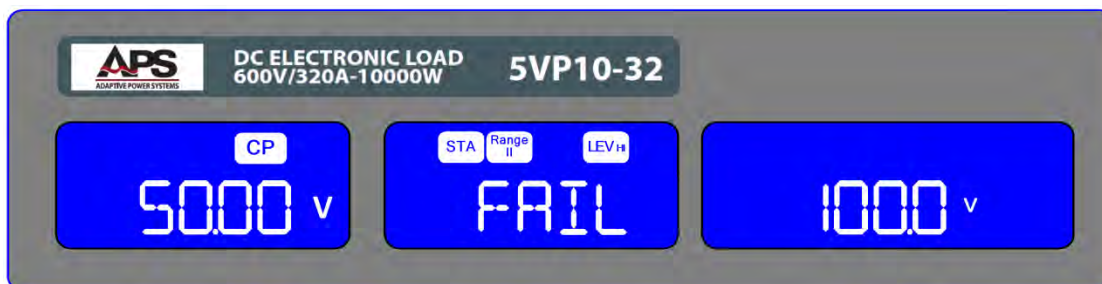 APS
ADAPTIVE POWER SYSTEMS
DC ELECTRONIC LOAD
600V/320A-10000W
5VP10-32
CP
50.00 V
STA Range II LEV HI
FAIL
100.0 V